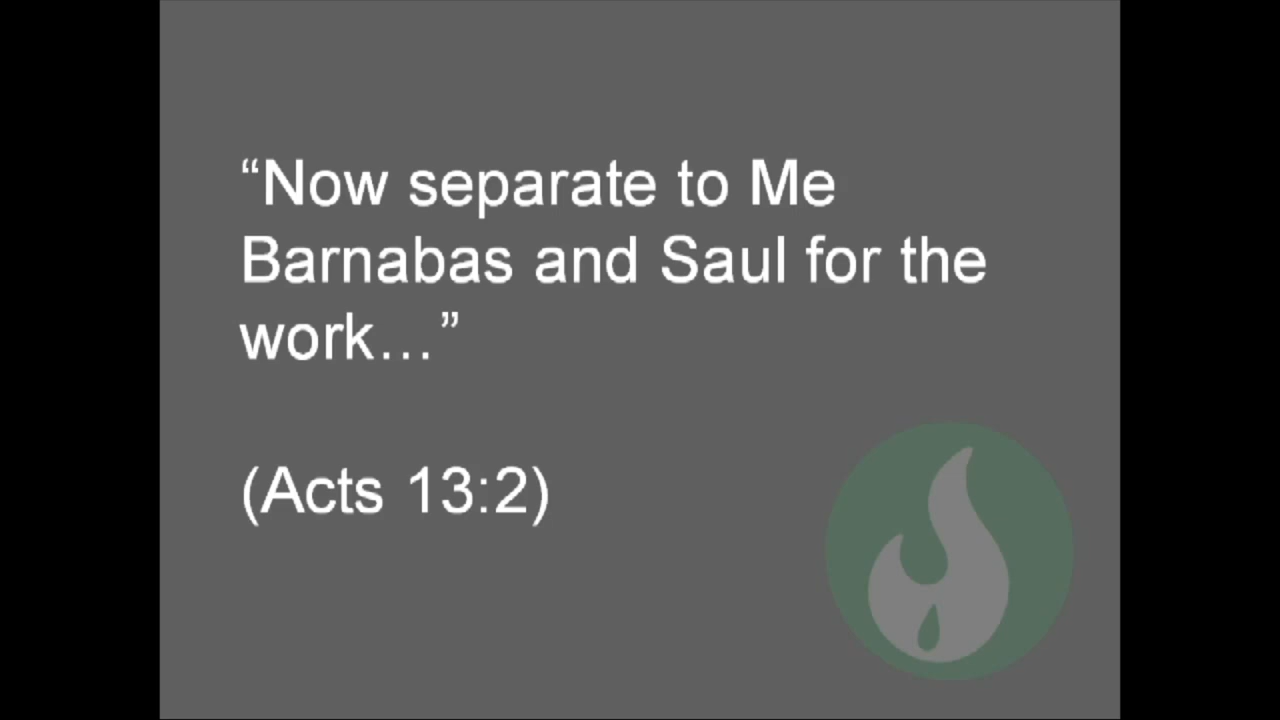 “Now separate to Me
Barnabas and Saul for the
work…”
(Acts 13:2)